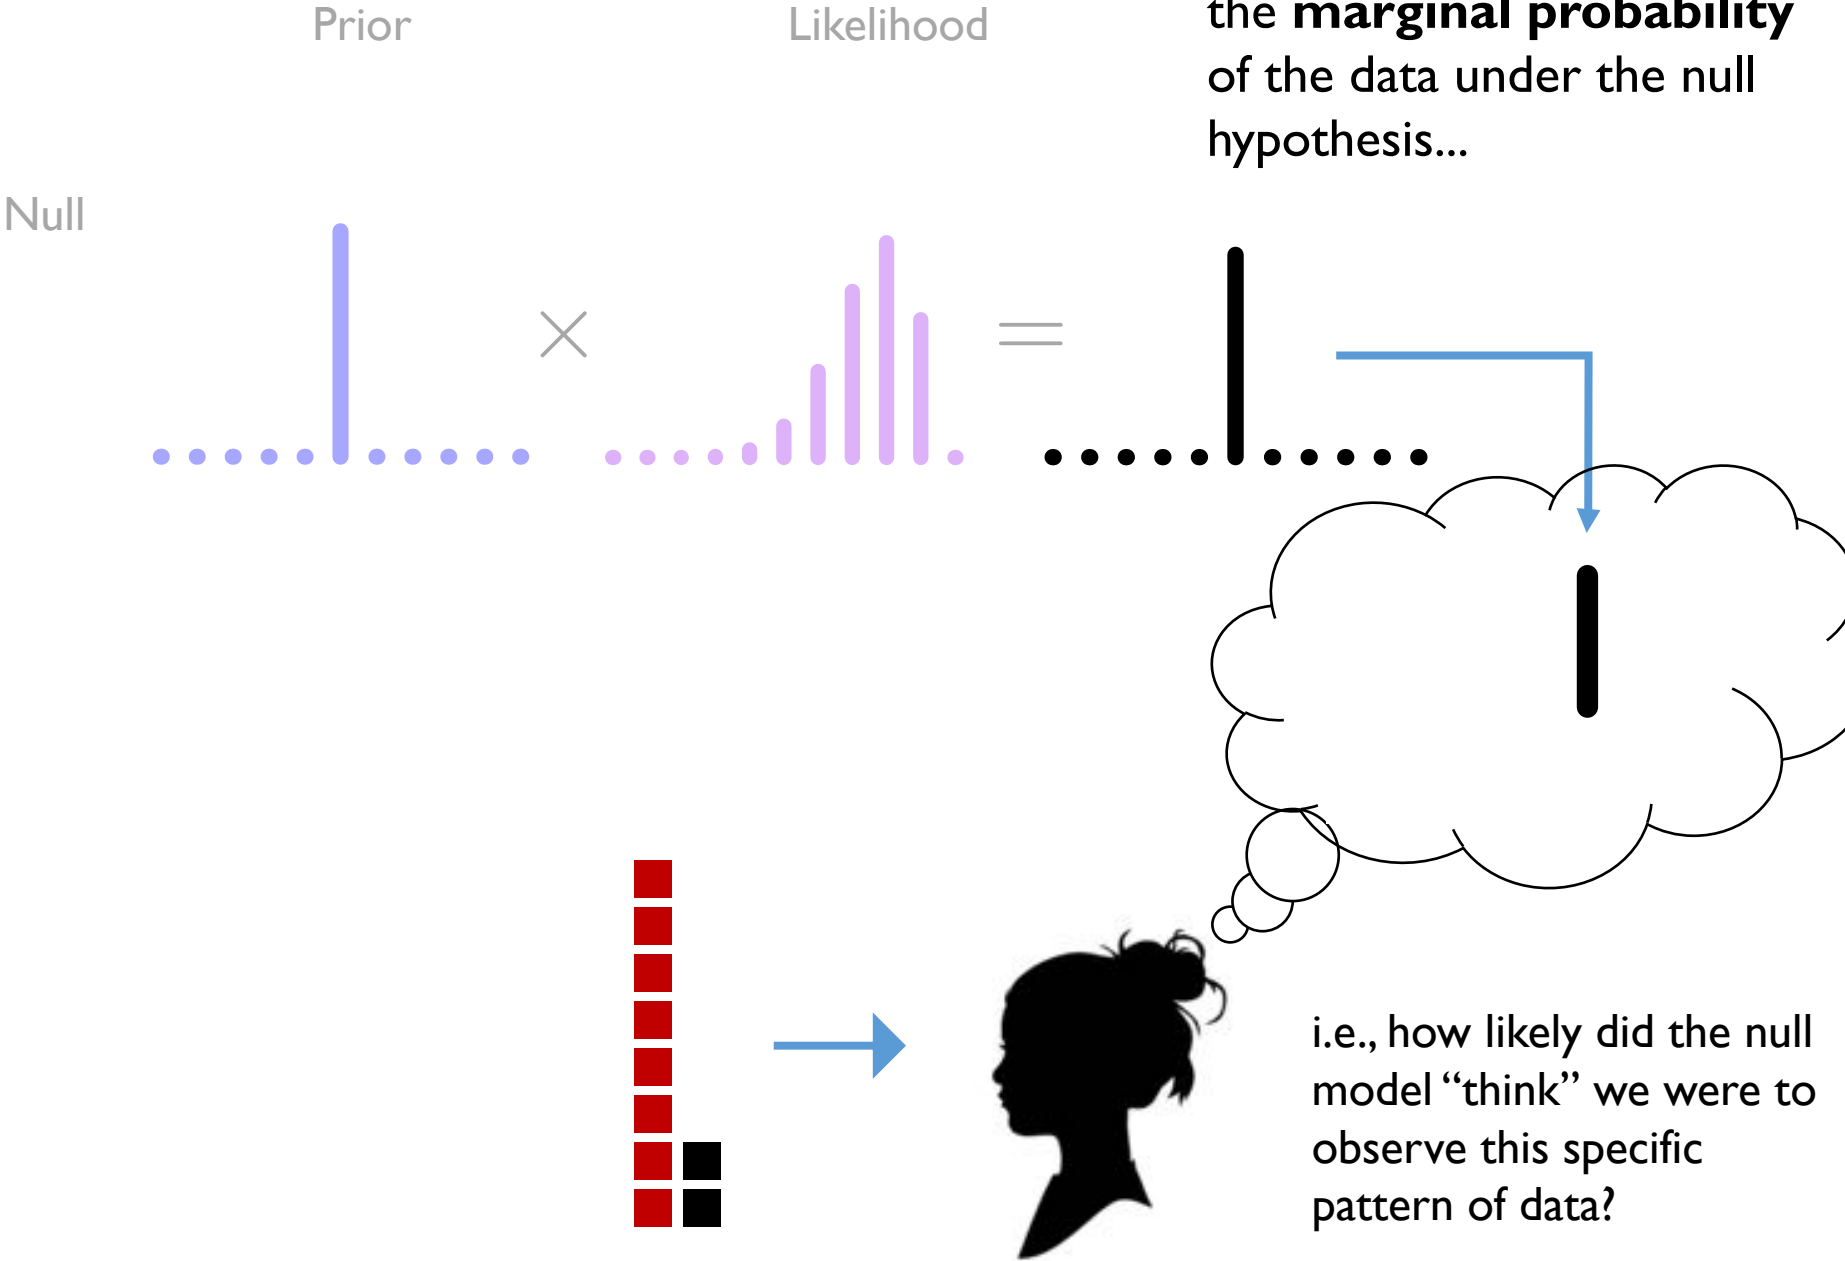 Prior
Likelihood
the marginal probability
of the data under the null
hypothesis...
Null
i.e., how likely did the null
model “think” we were to
observe this specific
pattern of data?